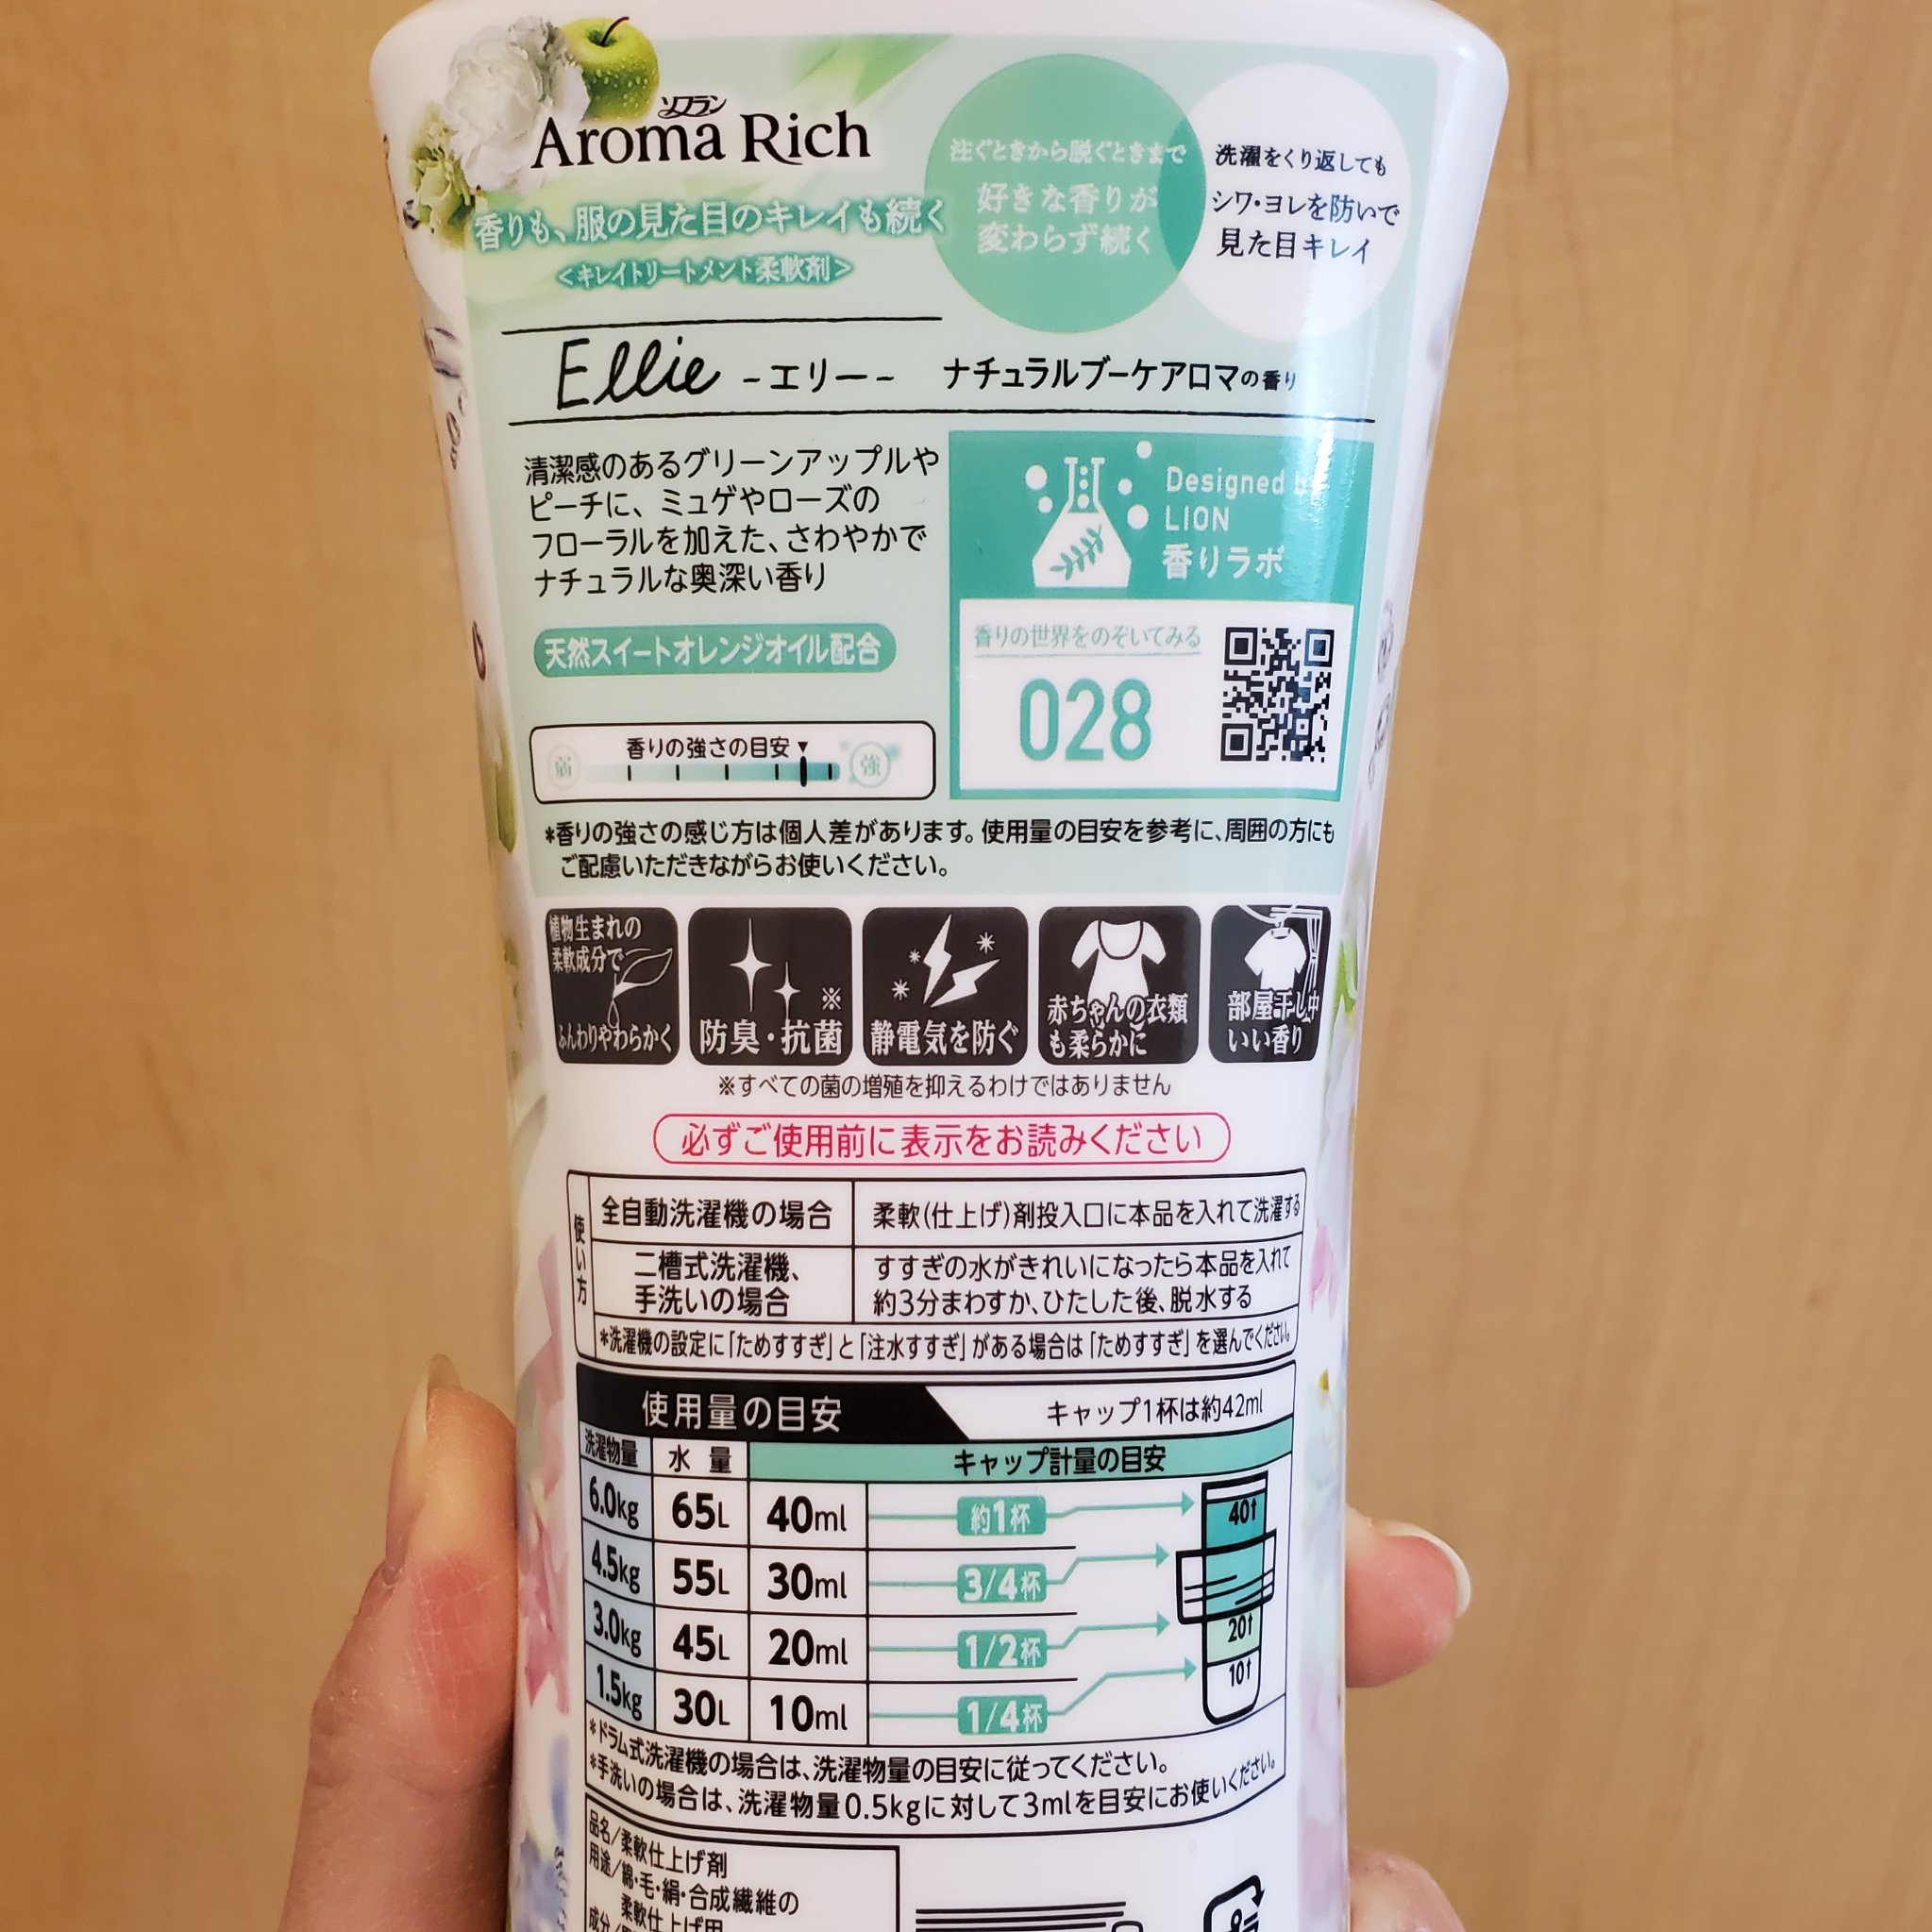 ソフラン
Aroma Rich
香りも、服の見た目のキレイも続く
<キレイトリートメント柔軟剤>
注ぐときから脱ぐときまで
好きな香りが
変わらず続く
洗濯をくり返しても
シワ・ヨレを防いで
見た目キレイ
Ellie -エリー- ナチュラルブーケアロマの香り
清潔感のあるグリーンアップルや
ピーチに、ミュゲやローズの
フローラルを加えた、さわやかで
ナチュラルな奥深い香り
天然スイートオレンジオイル配合
香りの強さの目安▼
弱 強
Designed by
LION
香りラボ
香りの世界をのぞいてみる
028
*香りの強さの感じ方は個人差があります。使用量の目安を参考に、周囲の方にも
ご配慮いただきながらお使いください。
植物生まれの
柔軟成分で
ふんわりやわらかく
※
防臭・抗菌
静電気を防ぐ
赤ちゃんの衣類
も柔らかに
部屋干し中
いい香り
※すべての菌の増殖を抑えるわけではありません
必ずご使用前に表示をお読みください
使い方
全自動洗濯機の場合 柔軟(仕上げ)剤投入口に本品を入れて洗濯する
二槽式洗濯機、
手洗いの場合
すすぎの水がきれいになったら本品を入れて
約3分まわすか、ひたした後、脱水する
*洗濯機の設定に「ためすすぎ」と「注水すすぎ」がある場合は「ためすすぎ」を選んでください。
使用量の目安 キャップ1杯は約42ml
洗濯物量 水量 キャップ計量の目安
6.0kg 65L 40ml 約1杯 40↑
4.5kg 55L 30ml 3/4杯
3.0kg 45L 20ml 1/2杯 20↑
1.5kg 30L 10ml 1/4杯 10↑
*ドラム式洗濯機の場合は、洗濯物量の目安に従ってください。
*手洗いの場合は、洗濯物量0.5kgに対して3mlを目安にお使いください。
品名/柔軟仕上げ剤
用途/綿・毛・絹・合成繊維の
柔軟仕上げ用
成分/